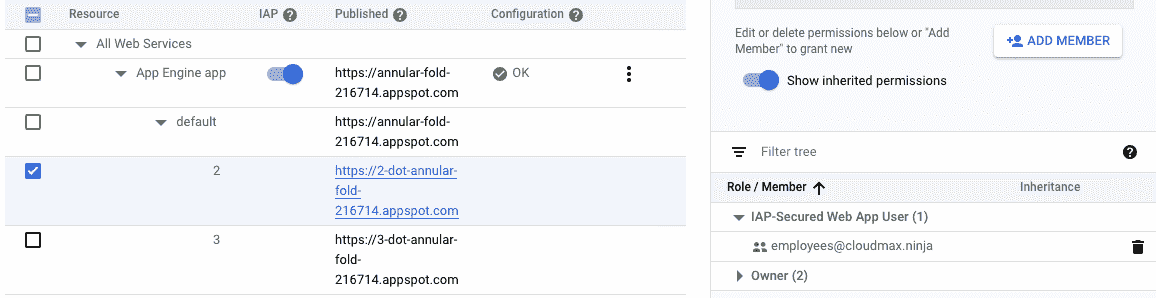 Resource IAP Published Configuration
All Web Services
App Engine app https://annular-fold-
216714.appspot.com OK
default https://annular-fold-
216714.appspot.com
2 https://2-dot-annular-
fold-
216714.appspot.com
3 https://3-dot-annular-
fold-
216714.appspot.com
Edit or delete permissions below or "Add
Member" to grant new
ADD MEMBER
Show inherited permissions
Filter tree
Role / Member Inheritance
IAP-Secured Web App User (1)
employees@cloudmax.ninja
Owner (2)